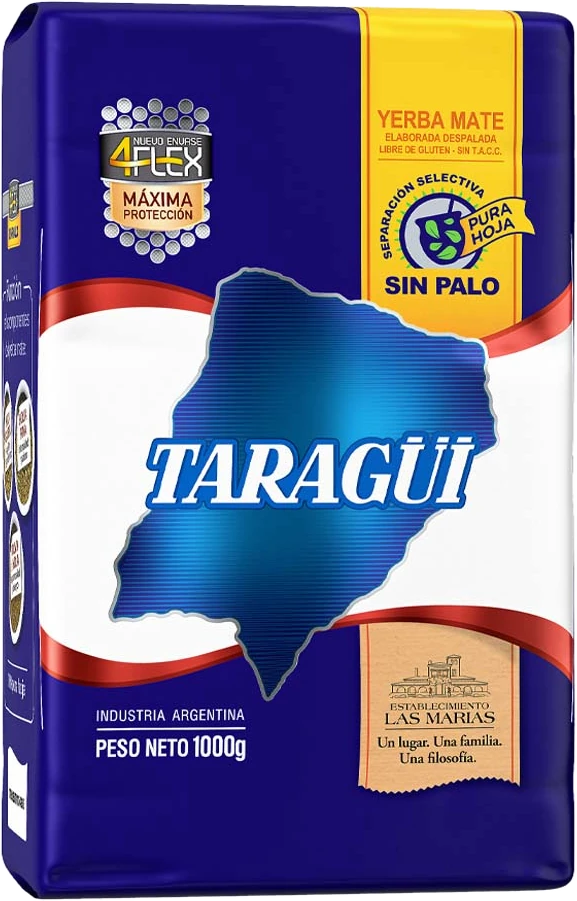 NUEVO ENVASE
4FLEX
MÁXIMA
PROTECCIÓN
YERBA MATE
ELABORADA DESPALADA
LIBRE DE GLUTEN - SIN T.A.C.C.
SEPARACIÓN SELECTIVA
PURA
HOJA
SIN PALO
TARAGÜÏ
INDUSTRIA ARGENTINA
PESO NETO 1000g
ESTABLECIMIENTO
LAS MARIAS
Un lugar. Una familia.
Una filosofía.